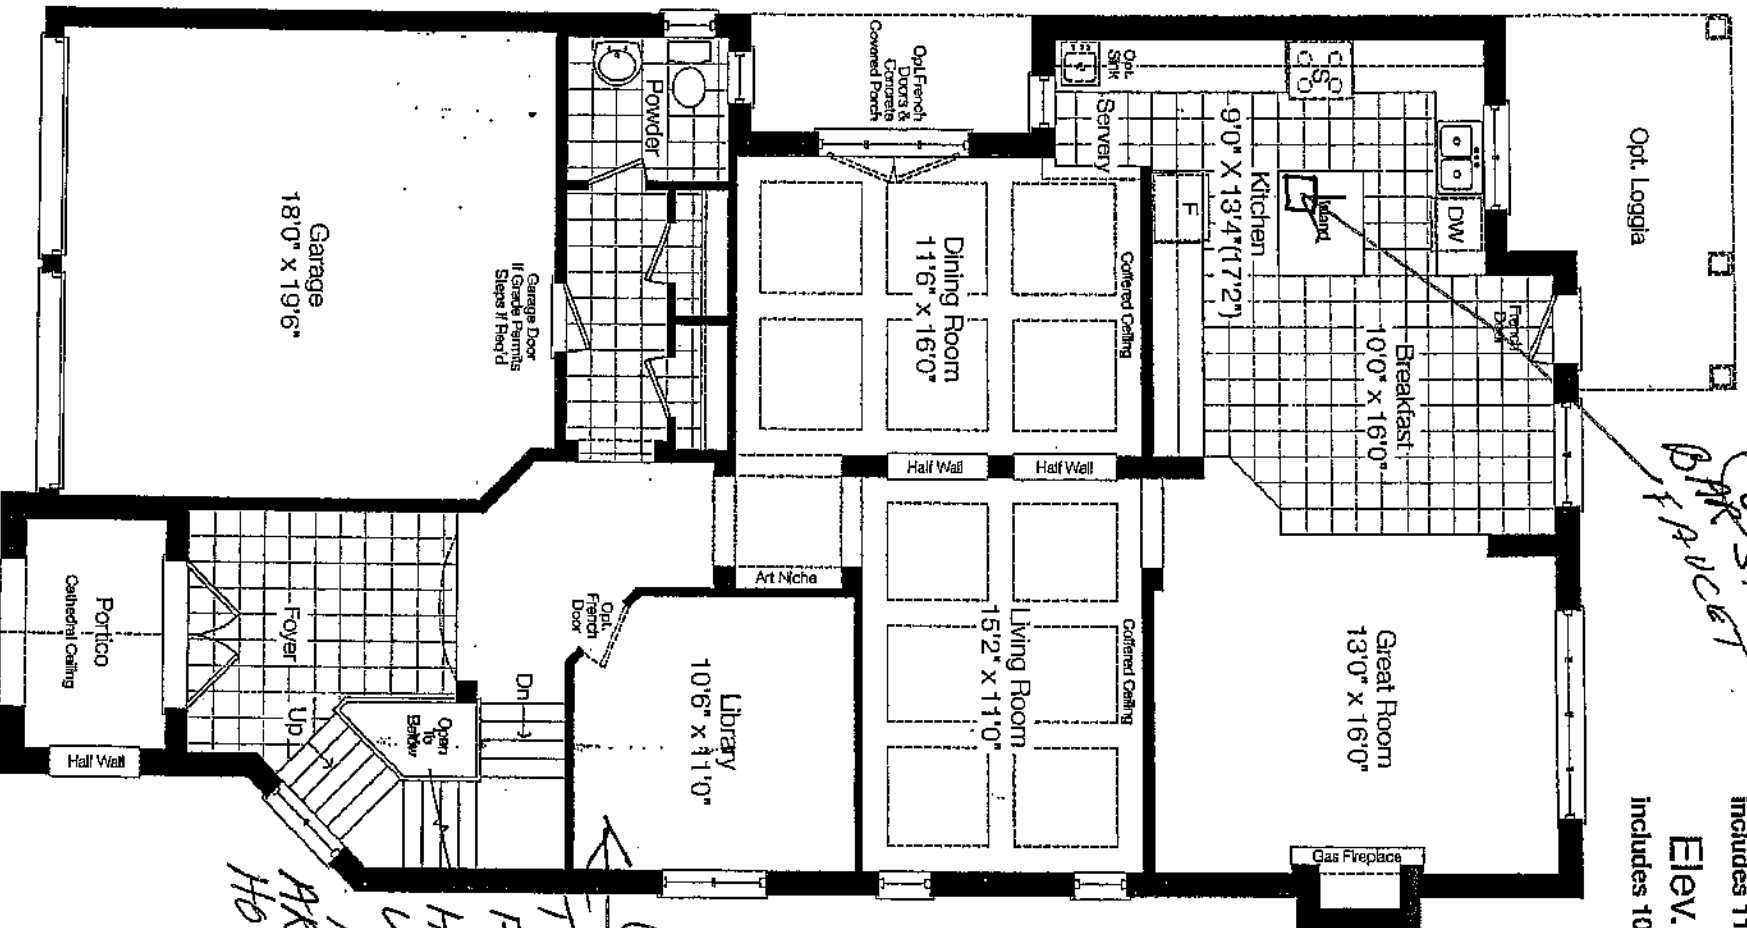 Opt. Loggia
Opt.French
Doors &
Concrete
Covered Porch
Opt.
Sink
Servery
S
Kitchen
9'0" X 13'4"(17'2")
Island
DW
F
French
Door
Breakfast
10'0" x 16'0"
Powder
Garage
18'0" x 19'6"
Garage Door
If Grade Permits
Steps If Req'd
Dining Room
11'6" x 16'0"
Coffered Ceiling
Half Wall
Half Wall
Art Niche
Living Room
15'2" x 11'0"
Coffered Ceiling
Great Room
13'0" x 16'0"
Gas Fireplace
Library
10'6" x 11'0"
Opt.
French
Door
Dn
Open
To
Below
Up
Foyer
Portico
Cathedral Ceiling
Half Wall
BAR
FAUCET
includes 11
Elev.
includes 10